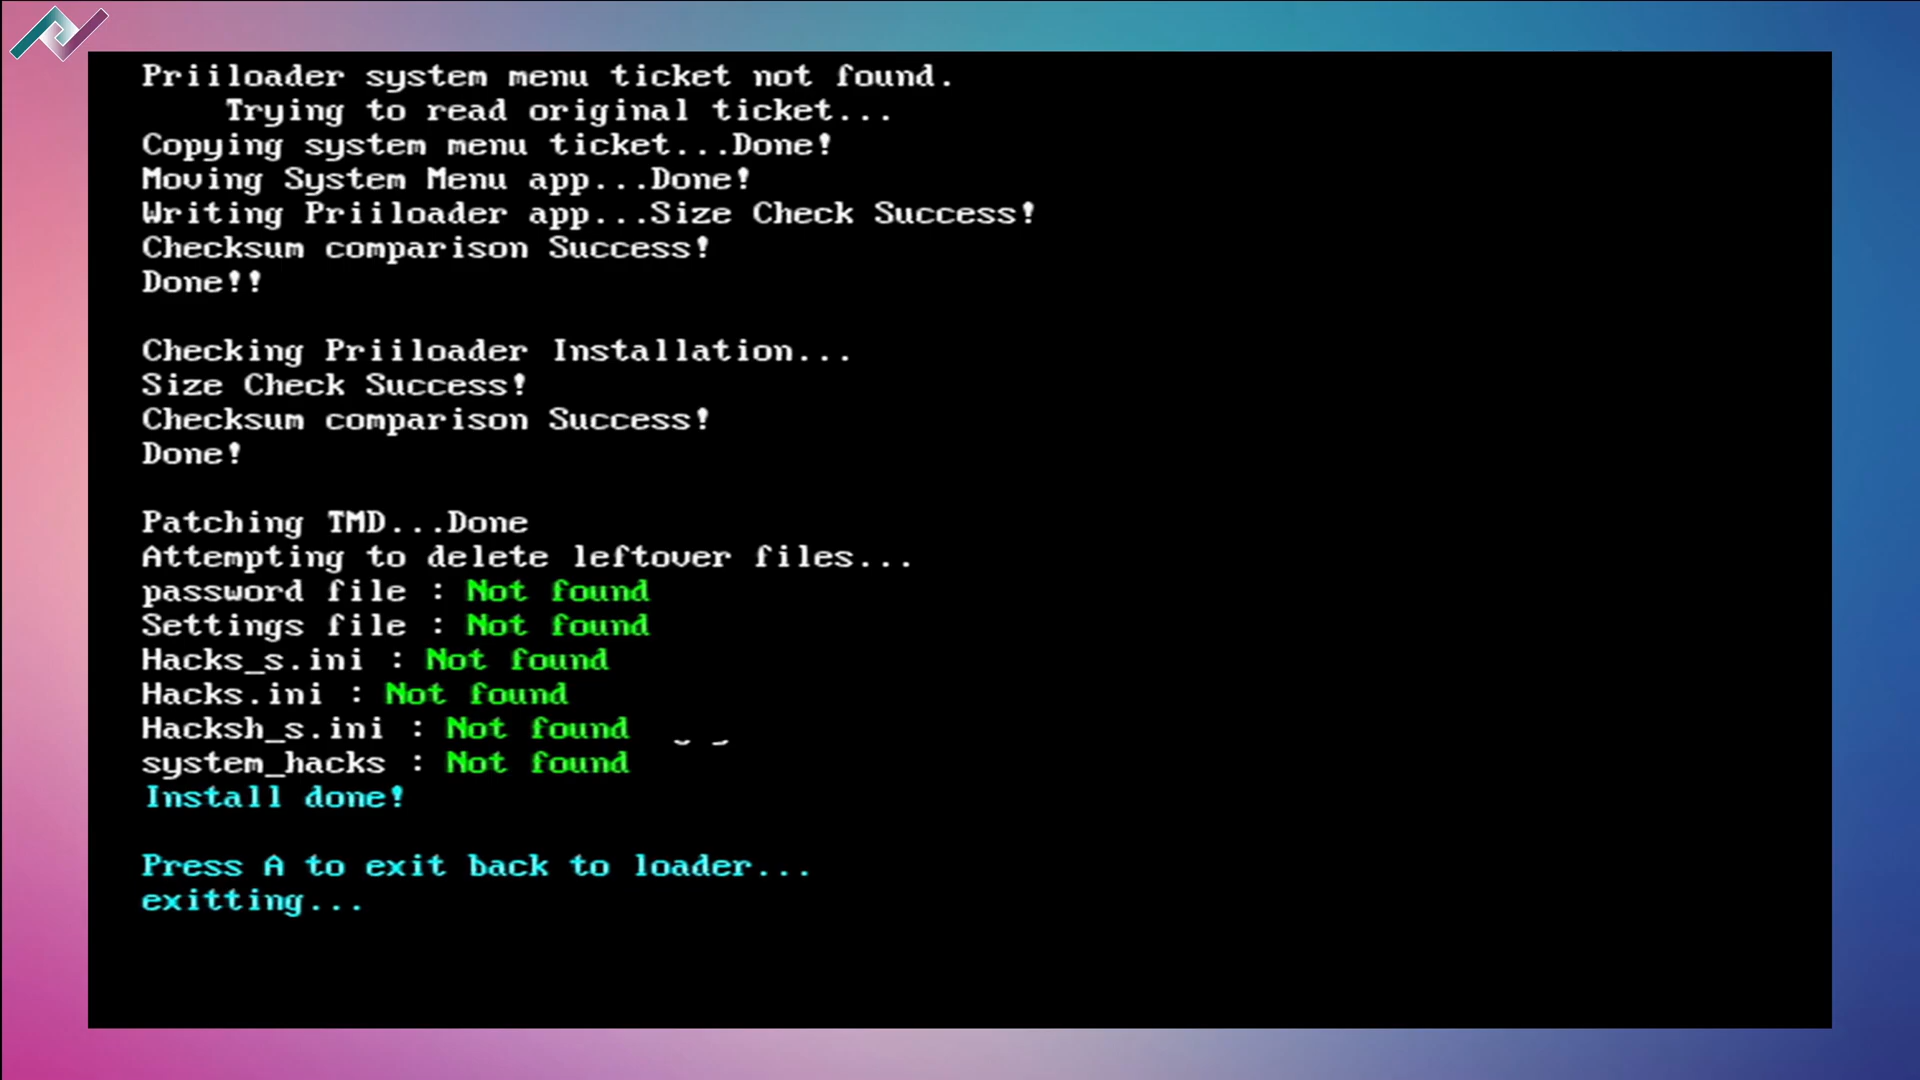 Priiloader system menu ticket not found.
Trying to read original ticket...
Copying system menu ticket...Done!
Moving System Menu app...Done!
Writing Priiloader app...Size Check Success!
Checksum comparison Success!
Done!!
Checking Priiloader Installation...
Size Check Success!
Checksum comparison Success!
Done!
Patching TMD...Done
Attempting to delete leftover files...
password file : Not found
Settings file : Not found
Hacks_s.ini : Not found
Hacks.ini : Not found
Hacksh_s.ini : Not found
system_hacks : Not found
Install done!
Press A to exit back to loader...
exitting...